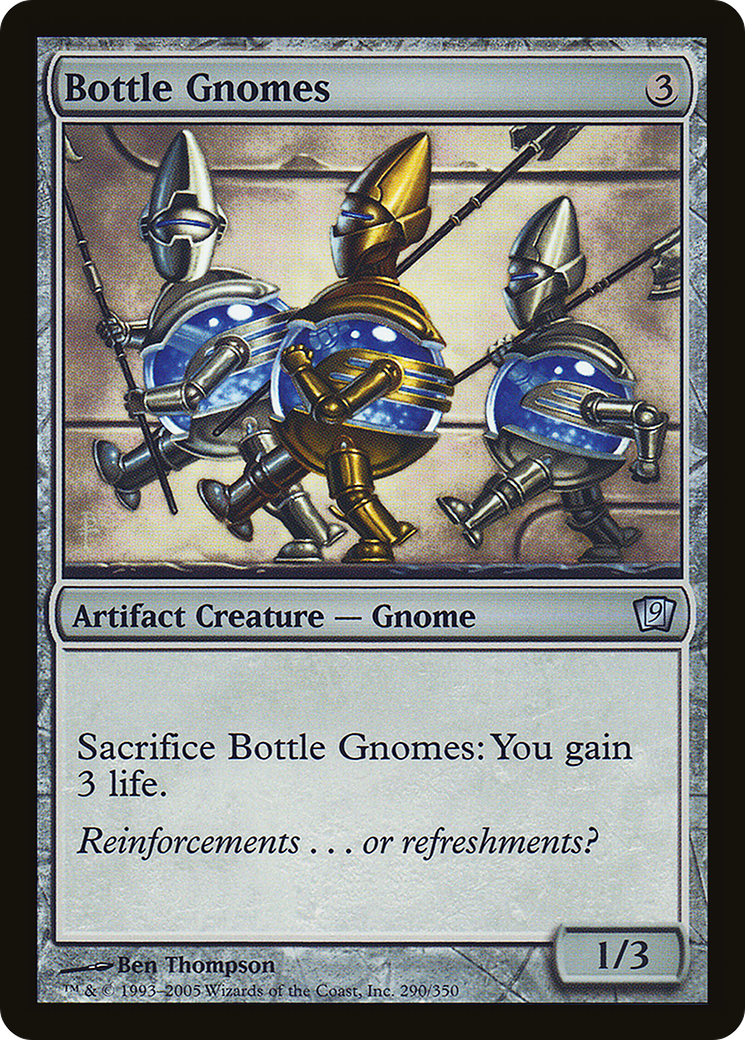 Bottle Gnomes 3
Artifact Creature — Gnome 9
Sacrifice Bottle Gnomes: You gain
3 life.
Reinforcements . . . or refreshments?
1/3
Ben Thompson
™ & © 1993–2005 Wizards of the Coast, Inc. 290/350